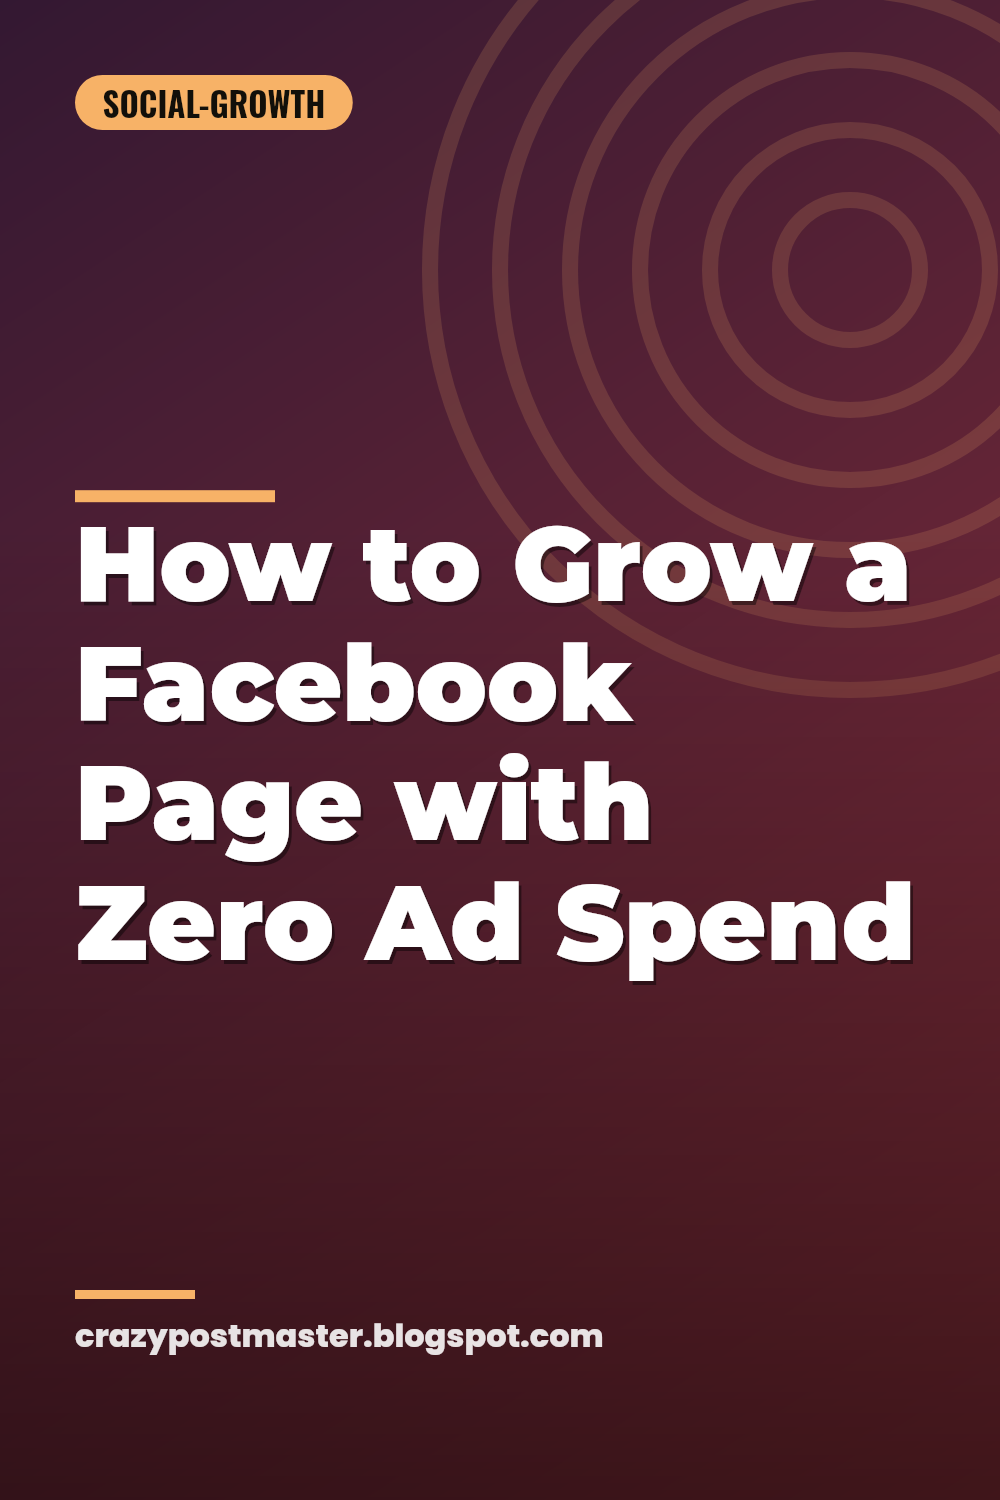 SOCIAL-GROWTH
How to Grow a
Facebook
Page with
Zero Ad Spend
crazypostmaster.blogspot.com